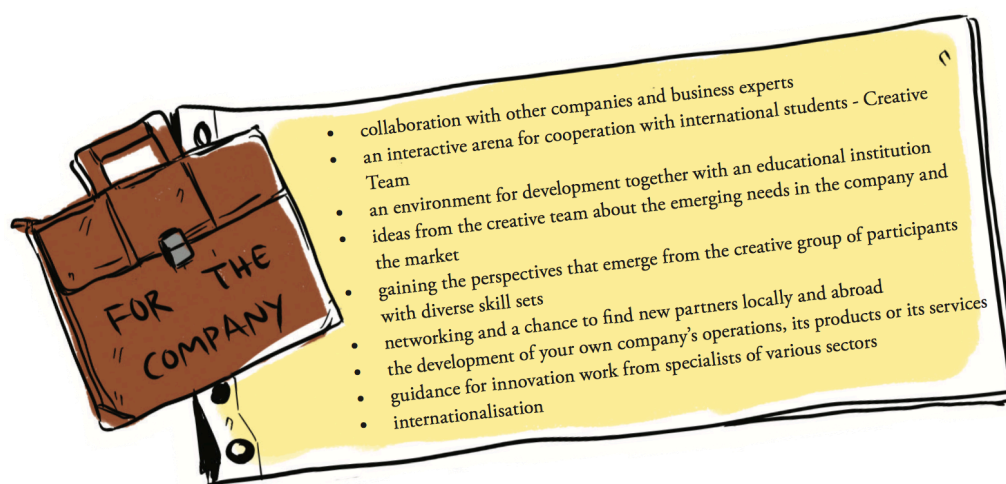 FOR THE
COMPANY
• collaboration with other companies and business experts
• an interactive arena for cooperation with international students - Creative
Team
• an environment for development together with an educational institution
• ideas from the creative team about the emerging needs in the company and
the market
• gaining the perspectives that emerge from the creative group of participants
with diverse skill sets
• networking and a chance to find new partners locally and abroad
• the development of your own company's operations, its products or its services
• guidance for innovation work from specialists of various sectors
• internationalisation